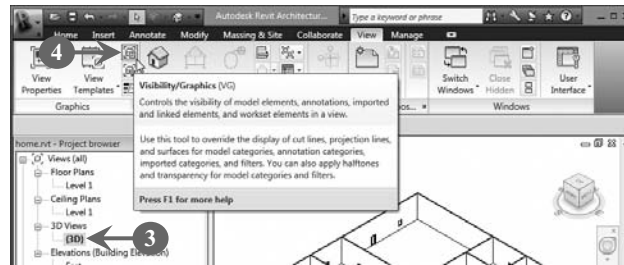 Autodesk Revit Architectur...
Type a keyword or phrase
Home Insert Annotate Modify Massing & Site Collaborate View Manage
4
View Properties
View Templates
Switch Windows
Close Hidden
User Interface
Graphics
Windows
Visibility/Graphics (VG)
Controls the visibility of model elements, annotations, imported
and linked elements, and workset elements in a view.
Use this tool to override the display of cut lines, projection lines,
and surfaces for model categories, annotation categories,
imported categories, and filters. You can also apply halftones
and transparency for model categories and filters.
Press F1 for more help
home.rvt - Project browser
Views (all)
Floor Plans
Level 1
Ceiling Plans
Level 1
3D Views
{3D}
3
Elevations (Building Elevation)
East